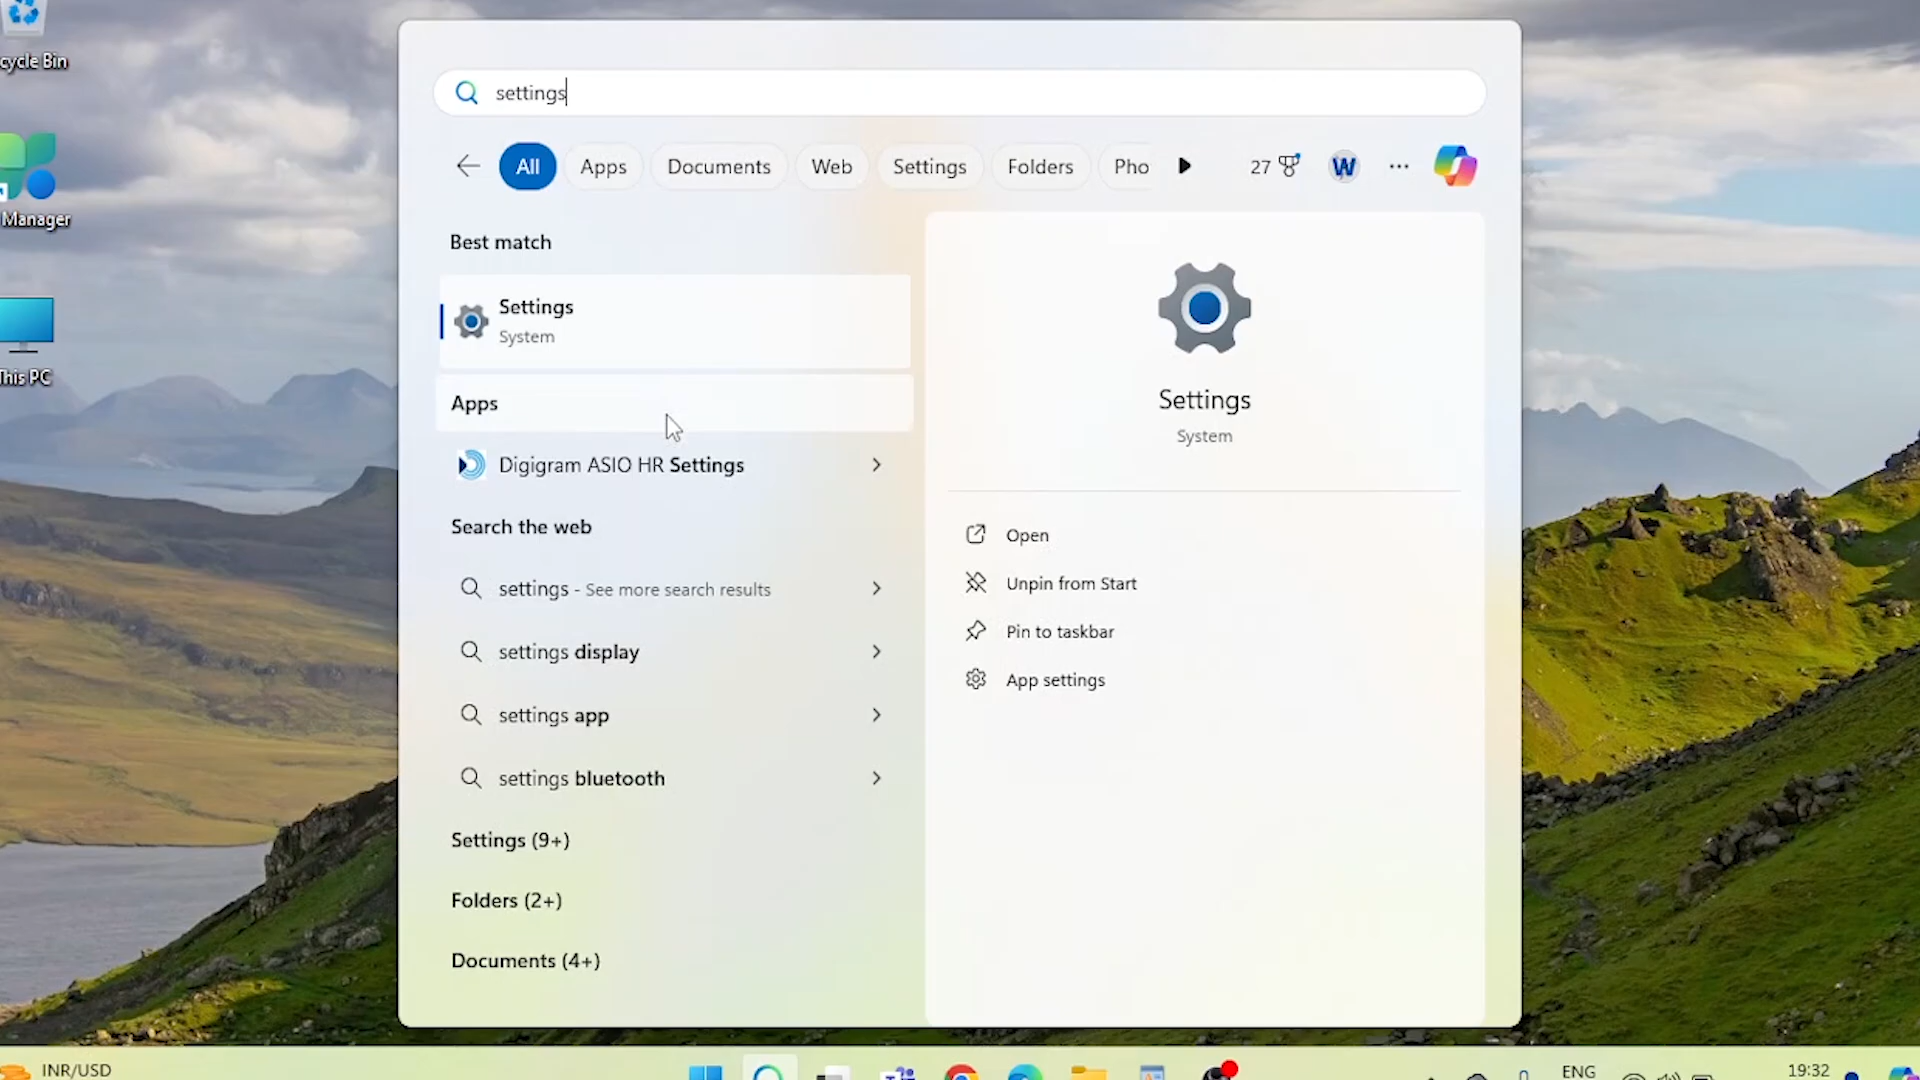 cycle Bin
Manager
This PC
settings
All
Apps
Documents
Web
Settings
Folders
Pho
27
W
Best match
Settings
System
Apps
Digigram ASIO HR Settings
Search the web
settings - See more search results
settings display
settings app
settings bluetooth
Settings (9+)
Folders (2+)
Documents (4+)
Settings
System
Open
Unpin from Start
Pin to taskbar
App settings
INR/USD
ENG
19:32